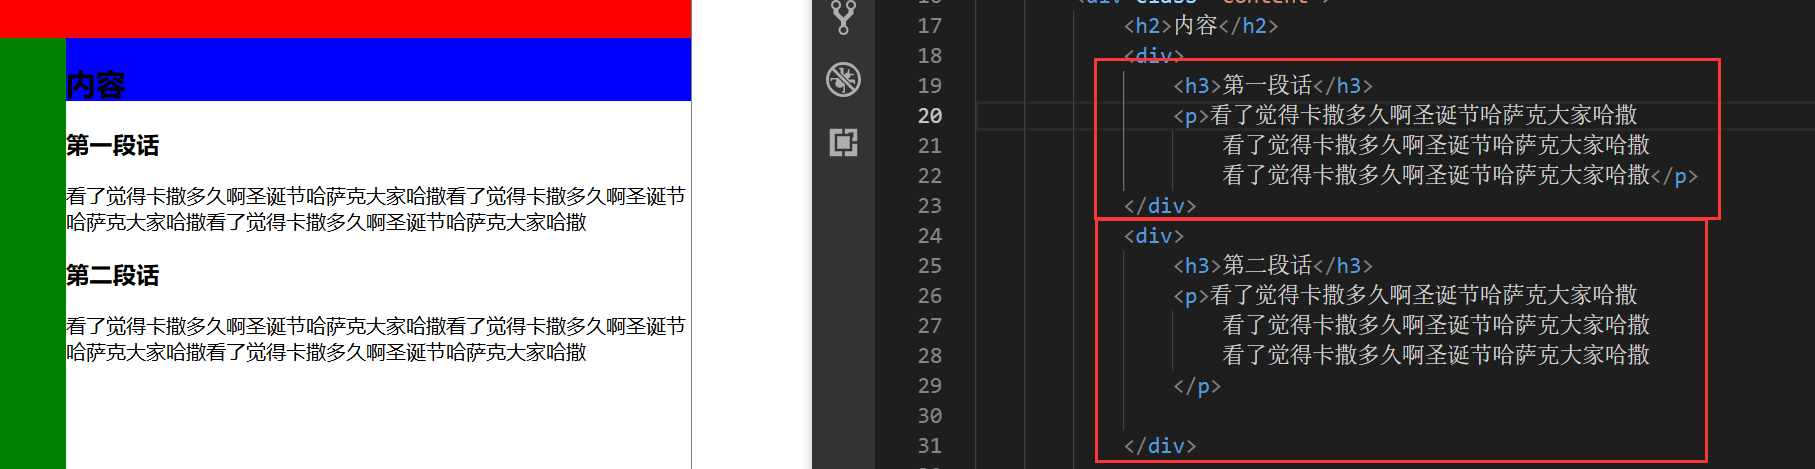 内容
第一段话
看了觉得卡撒多久啊圣诞节哈萨克大家哈撒看了觉得卡撒多久啊圣诞节
哈萨克大家哈撒看了觉得卡撒多久啊圣诞节哈萨克大家哈撒
第二段话
看了觉得卡撒多久啊圣诞节哈萨克大家哈撒看了觉得卡撒多久啊圣诞节
哈萨克大家哈撒看了觉得卡撒多久啊圣诞节哈萨克大家哈撒
16 <div class="content">
17 <h2>内容</h2>
18 <div>
19 <h3>第一段话</h3>
20 <p>看了觉得卡撒多久啊圣诞节哈萨克大家哈撒
21 看了觉得卡撒多久啊圣诞节哈萨克大家哈撒
22 看了觉得卡撒多久啊圣诞节哈萨克大家哈撒</p>
23 </div>
24 <div>
25 <h3>第二段话</h3>
26 <p>看了觉得卡撒多久啊圣诞节哈萨克大家哈撒
27 看了觉得卡撒多久啊圣诞节哈萨克大家哈撒
28 看了觉得卡撒多久啊圣诞节哈萨克大家哈撒
29 </p>
30
31 </div>